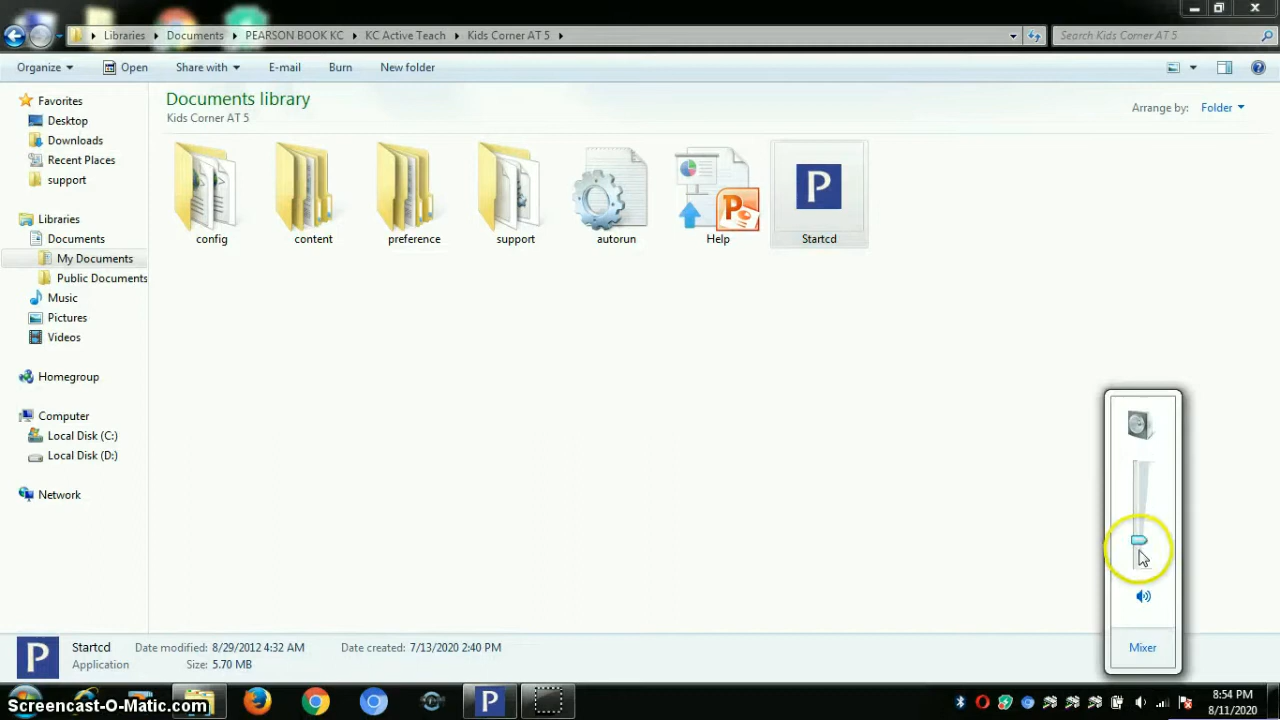 Libraries Documents PEARSON BOOK KC KC Active Teach Kids Corner AT 5
Search Kids Corner AT 5
Organize Open Share with E-mail Burn New folder
Documents library
Kids Corner AT 5
Arrange by: Folder
Favorites
Desktop
Downloads
Recent Places
support
Libraries
Documents
My Documents
Public Documents
Music
Pictures
Videos
Homegroup
Computer
Local Disk (C:)
Local Disk (D:)
Network
config content preference support autorun Help Startcd
P
P
Mixer
P
Startcd Date modified: 8/29/2012 4:32 AM Date created: 7/13/2020 2:40 PM
Application Size: 5.70 MB
P
8:54 PM
8/11/2020
Screencast-O-Matic.com